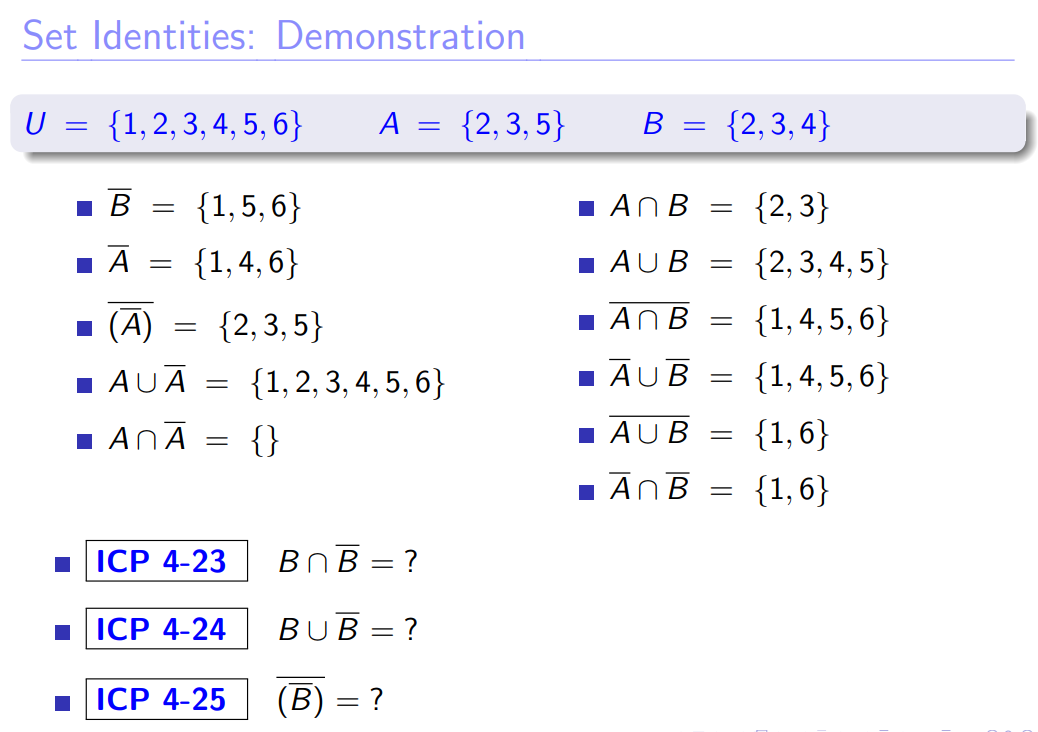 Set Identities: Demonstration
U = {1, 2, 3, 4, 5, 6} A = {2, 3, 5} B = {2, 3, 4}
B̅ = {1, 5, 6}
A̅ = {1, 4, 6}
(A̅)̅ = {2, 3, 5}
A ∪ A̅ = {1, 2, 3, 4, 5, 6}
A ∩ A̅ = {}
A ∩ B = {2, 3}
A ∪ B = {2, 3, 4, 5}
A̅ ̅∩̅ ̅B̅ = {1, 4, 5, 6}
A̅ ∪ B̅ = {1, 4, 5, 6}
A̅ ̅∪̅ ̅B̅ = {1, 6}
A̅ ∩ B̅ = {1, 6}
ICP 4-23 B ∩ B̅ = ?
ICP 4-24 B ∪ B̅ = ?
ICP 4-25 (B̅)̅ = ?